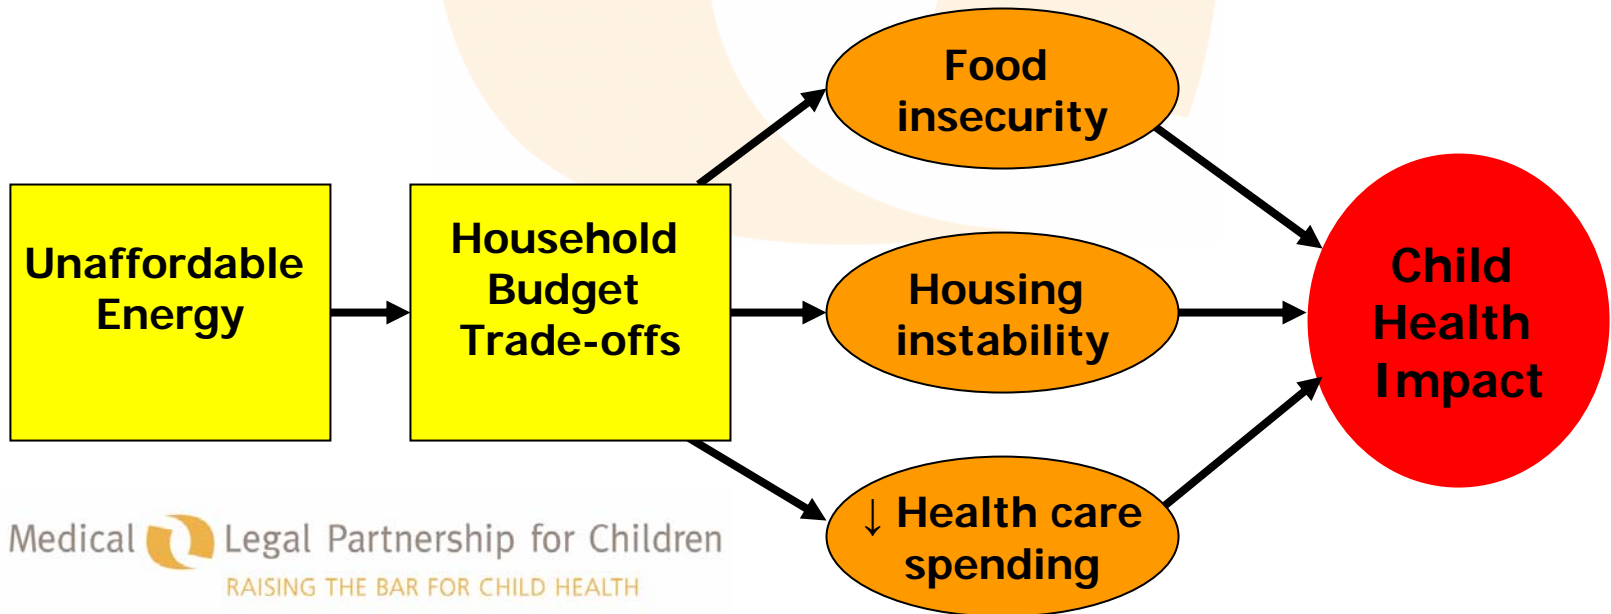 Unaffordable
Energy
Household
Budget
Trade-offs
Food
insecurity
Housing
instability
↓ Health care
spending
Child
Health
Impact
Medical Legal Partnership for Children
RAISING THE BAR FOR CHILD HEALTH